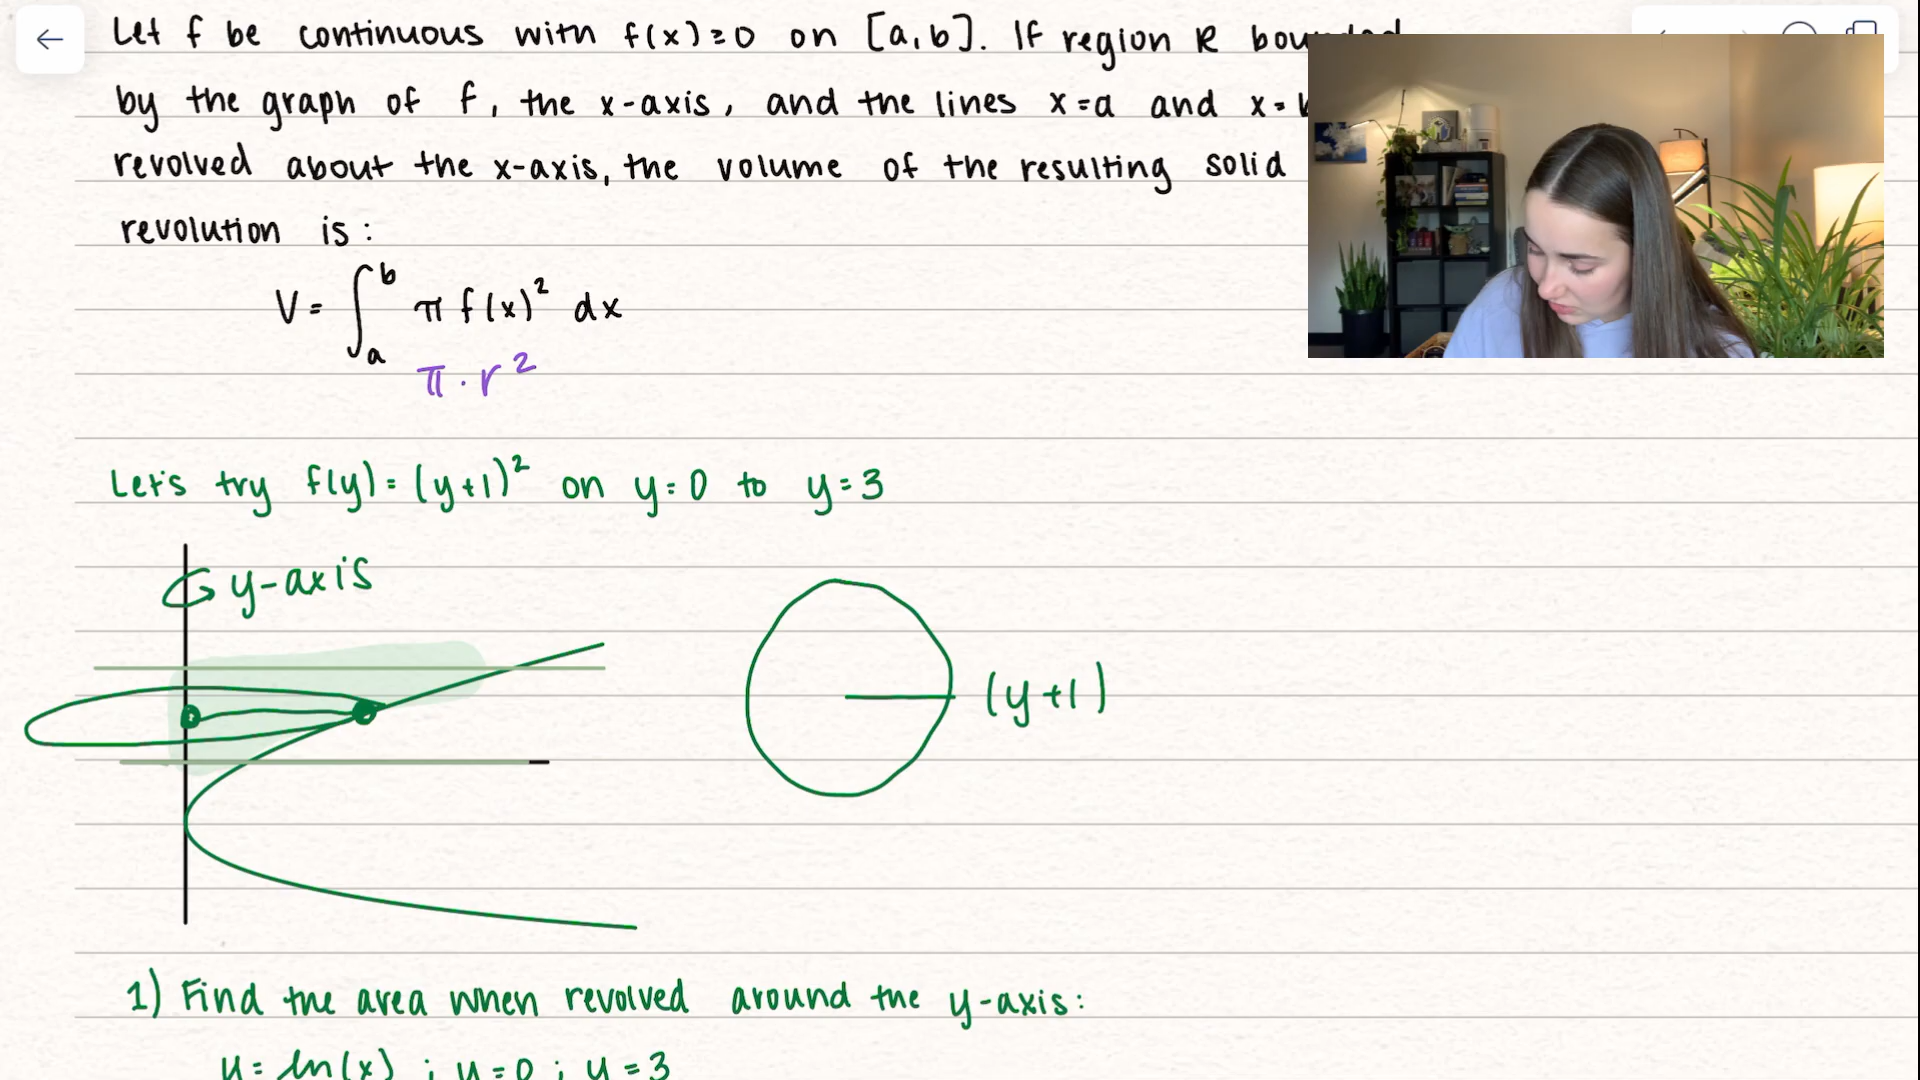 Let f be continuous with f(x)≥0 on [a,b]. If region R bounded
by the graph of f, the x-axis, and the lines x=a and x=
revolved about the x-axis, the volume of the resulting solid
revolution is:
V = ∫_a^b π f(x)² dx
π · r²
Let's try f(y) = (y+1)² on y=0 to y=3
y-axis
(y+1)
1) Find the area when revolved around the y-axis:
y = ln(x) ; y=0 ; y=3